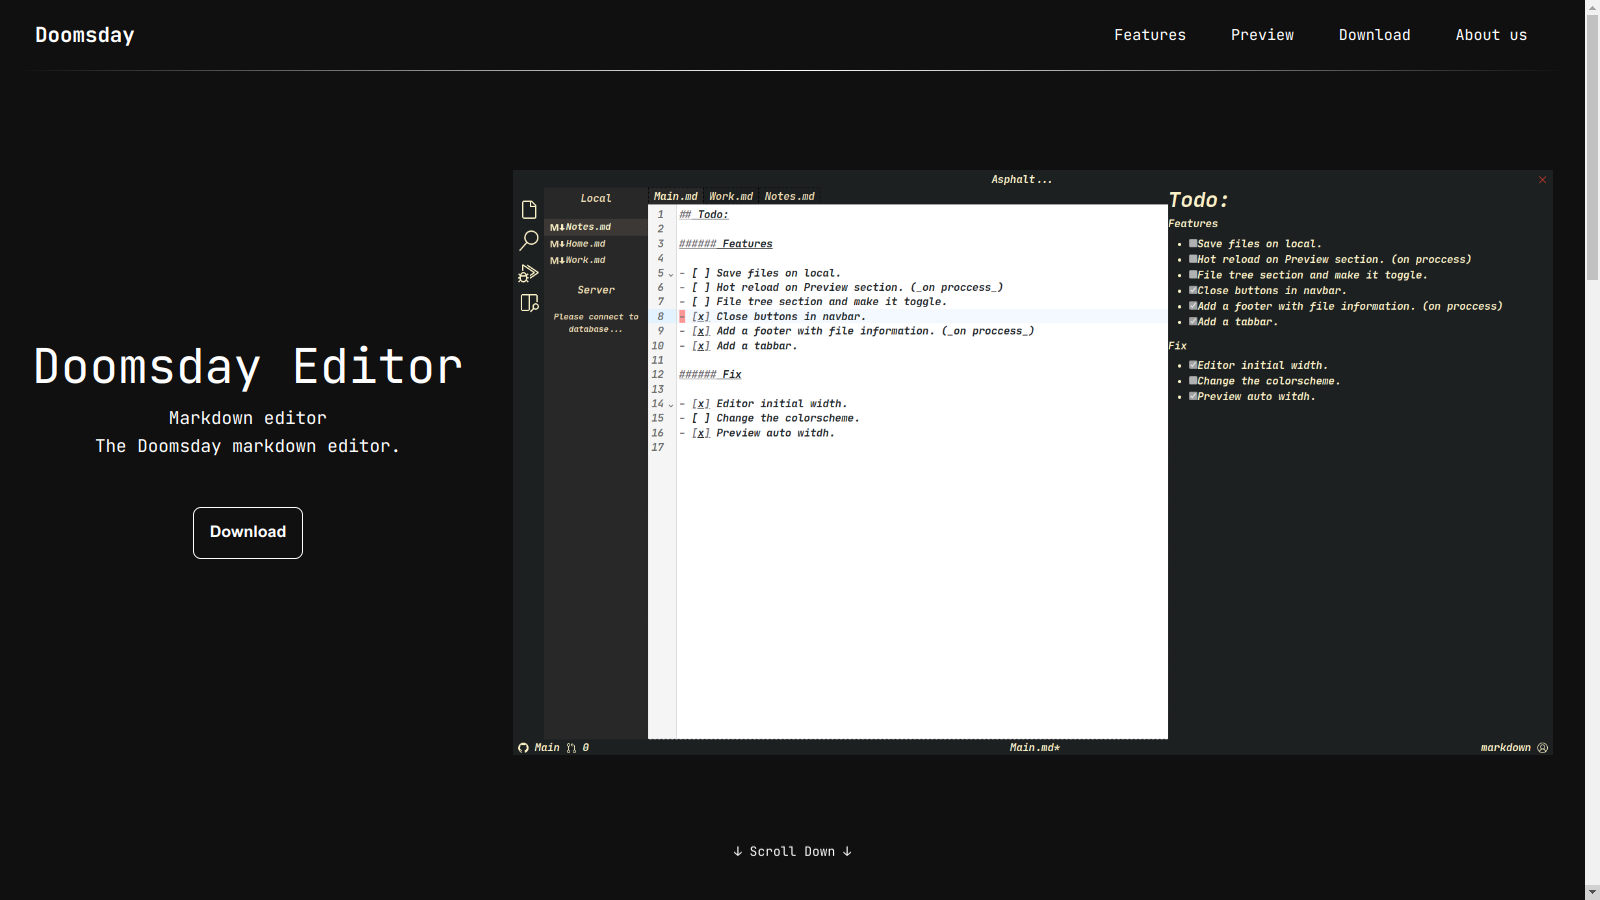 Doomsday
Features Preview Download About us
Doomsday Editor
Markdown editor
The Doomsday markdown editor.
Download
Asphalt...
Local
M⬇Notes.md
M⬇Home.md
M⬇Work.md
Server
Please connect to
database...
Main.md Work.md Notes.md
1 ## Todo:
2
3 ###### Features
4
5 - [ ] Save files on local.
6 - [ ] Hot reload on Preview section. (_on proccess_)
7 - [ ] File tree section and make it toggle.
8 - [x] Close buttons in navbar.
9 - [x] Add a footer with file information. (_on proccess_)
10 - [x] Add a tabbar.
11
12 ###### Fix
13
14 - [x] Editor initial width.
15 - [ ] Change the colorscheme.
16 - [x] Preview auto witdh.
17
Todo:
Features
Save files on local.
Hot reload on Preview section. (on proccess)
File tree section and make it toggle.
Close buttons in navbar.
Add a footer with file information. (on proccess)
Add a tabbar.
Fix
Editor initial width.
Change the colorscheme.
Preview auto witdh.
Main 0
Main.md*
markdown
↓ Scroll Down ↓